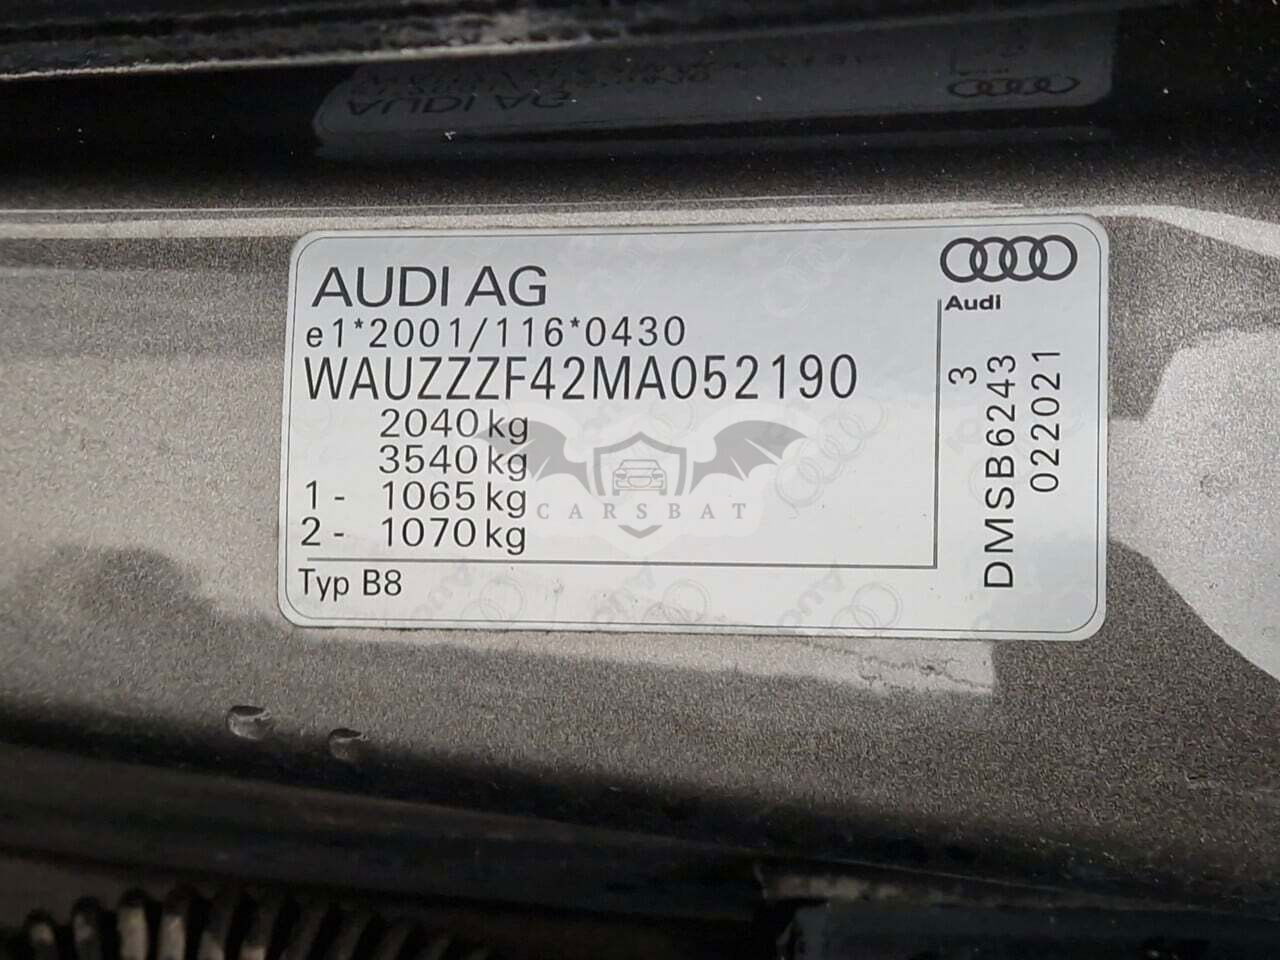 AUDI AG
AUDI AG
e1*2001/116*0430
WAUZZZF42MA052190
2040 kg
3540 kg
1 - 1065 kg
2 - 1070 kg
Typ B8
Audi
3
DMSB6243
022021
CARSBAT